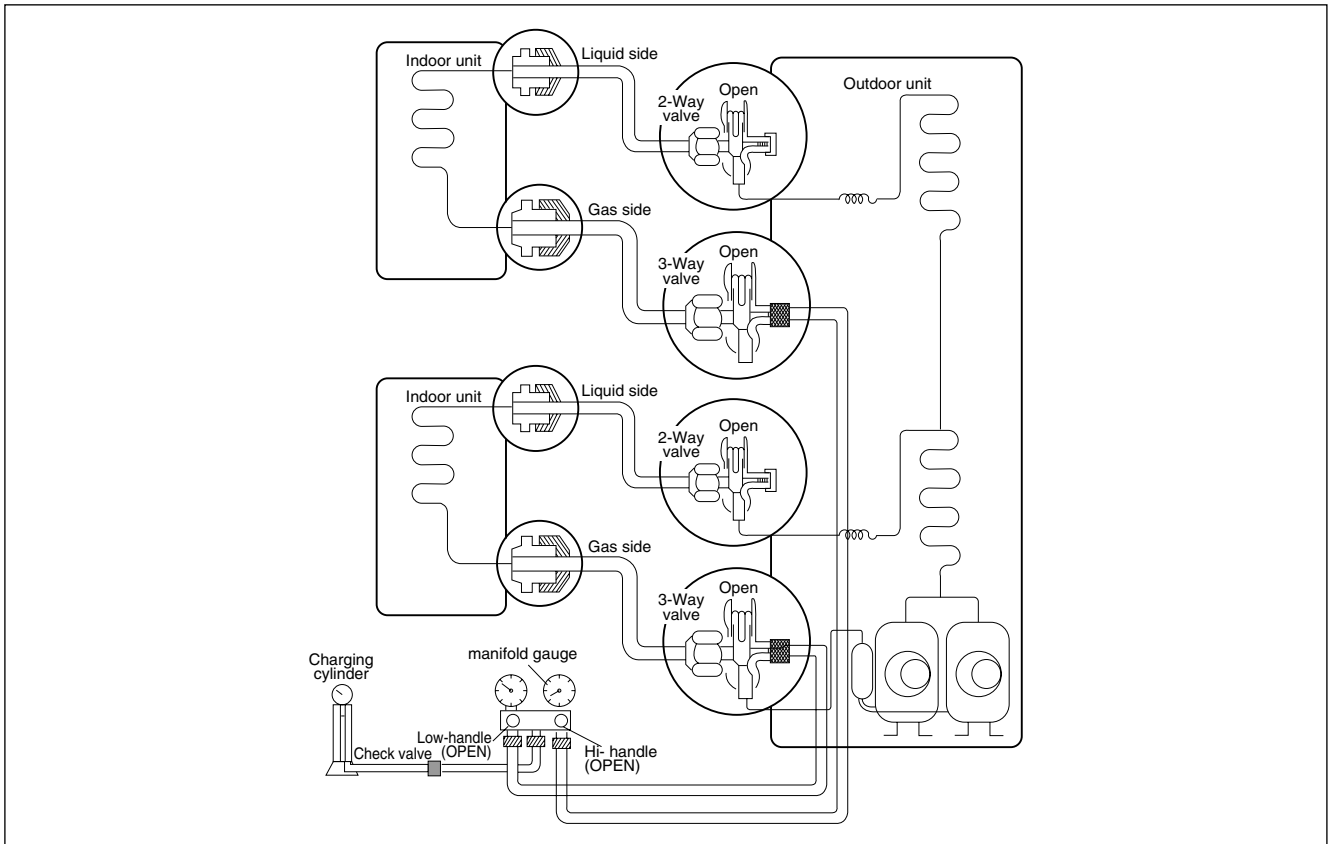 Indoor unit
Liquid side
2-Way
valve
Open
Outdoor unit
Gas side
3-Way
valve
Open
Indoor unit
Liquid side
2-Way
valve
Open
Gas side
3-Way
valve
Open
Charging
cylinder
manifold gauge
Check valve
Low-handle
(OPEN)
Hi- handle
(OPEN)